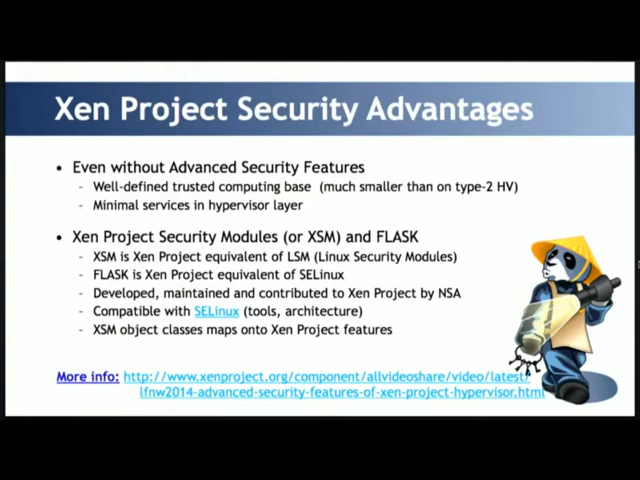 Xen Project Security Advantages
• Even without Advanced Security Features
- Well-defined trusted computing base (much smaller than on type-2 HV)
- Minimal services in hypervisor layer
• Xen Project Security Modules (or XSM) and FLASK
- XSM is Xen Project equivalent of LSM (Linux Security Modules)
- FLASK is Xen Project equivalent of SELinux
- Developed, maintained and contributed to Xen Project by NSA
- Compatible with SELinux (tools, architecture)
- XSM object classes maps onto Xen Project features
More info: http://www.xenproject.org/component/allvideoshare/video/latest/
lfnw2014-advanced-security-features-of-xen-project-hypervisor.html